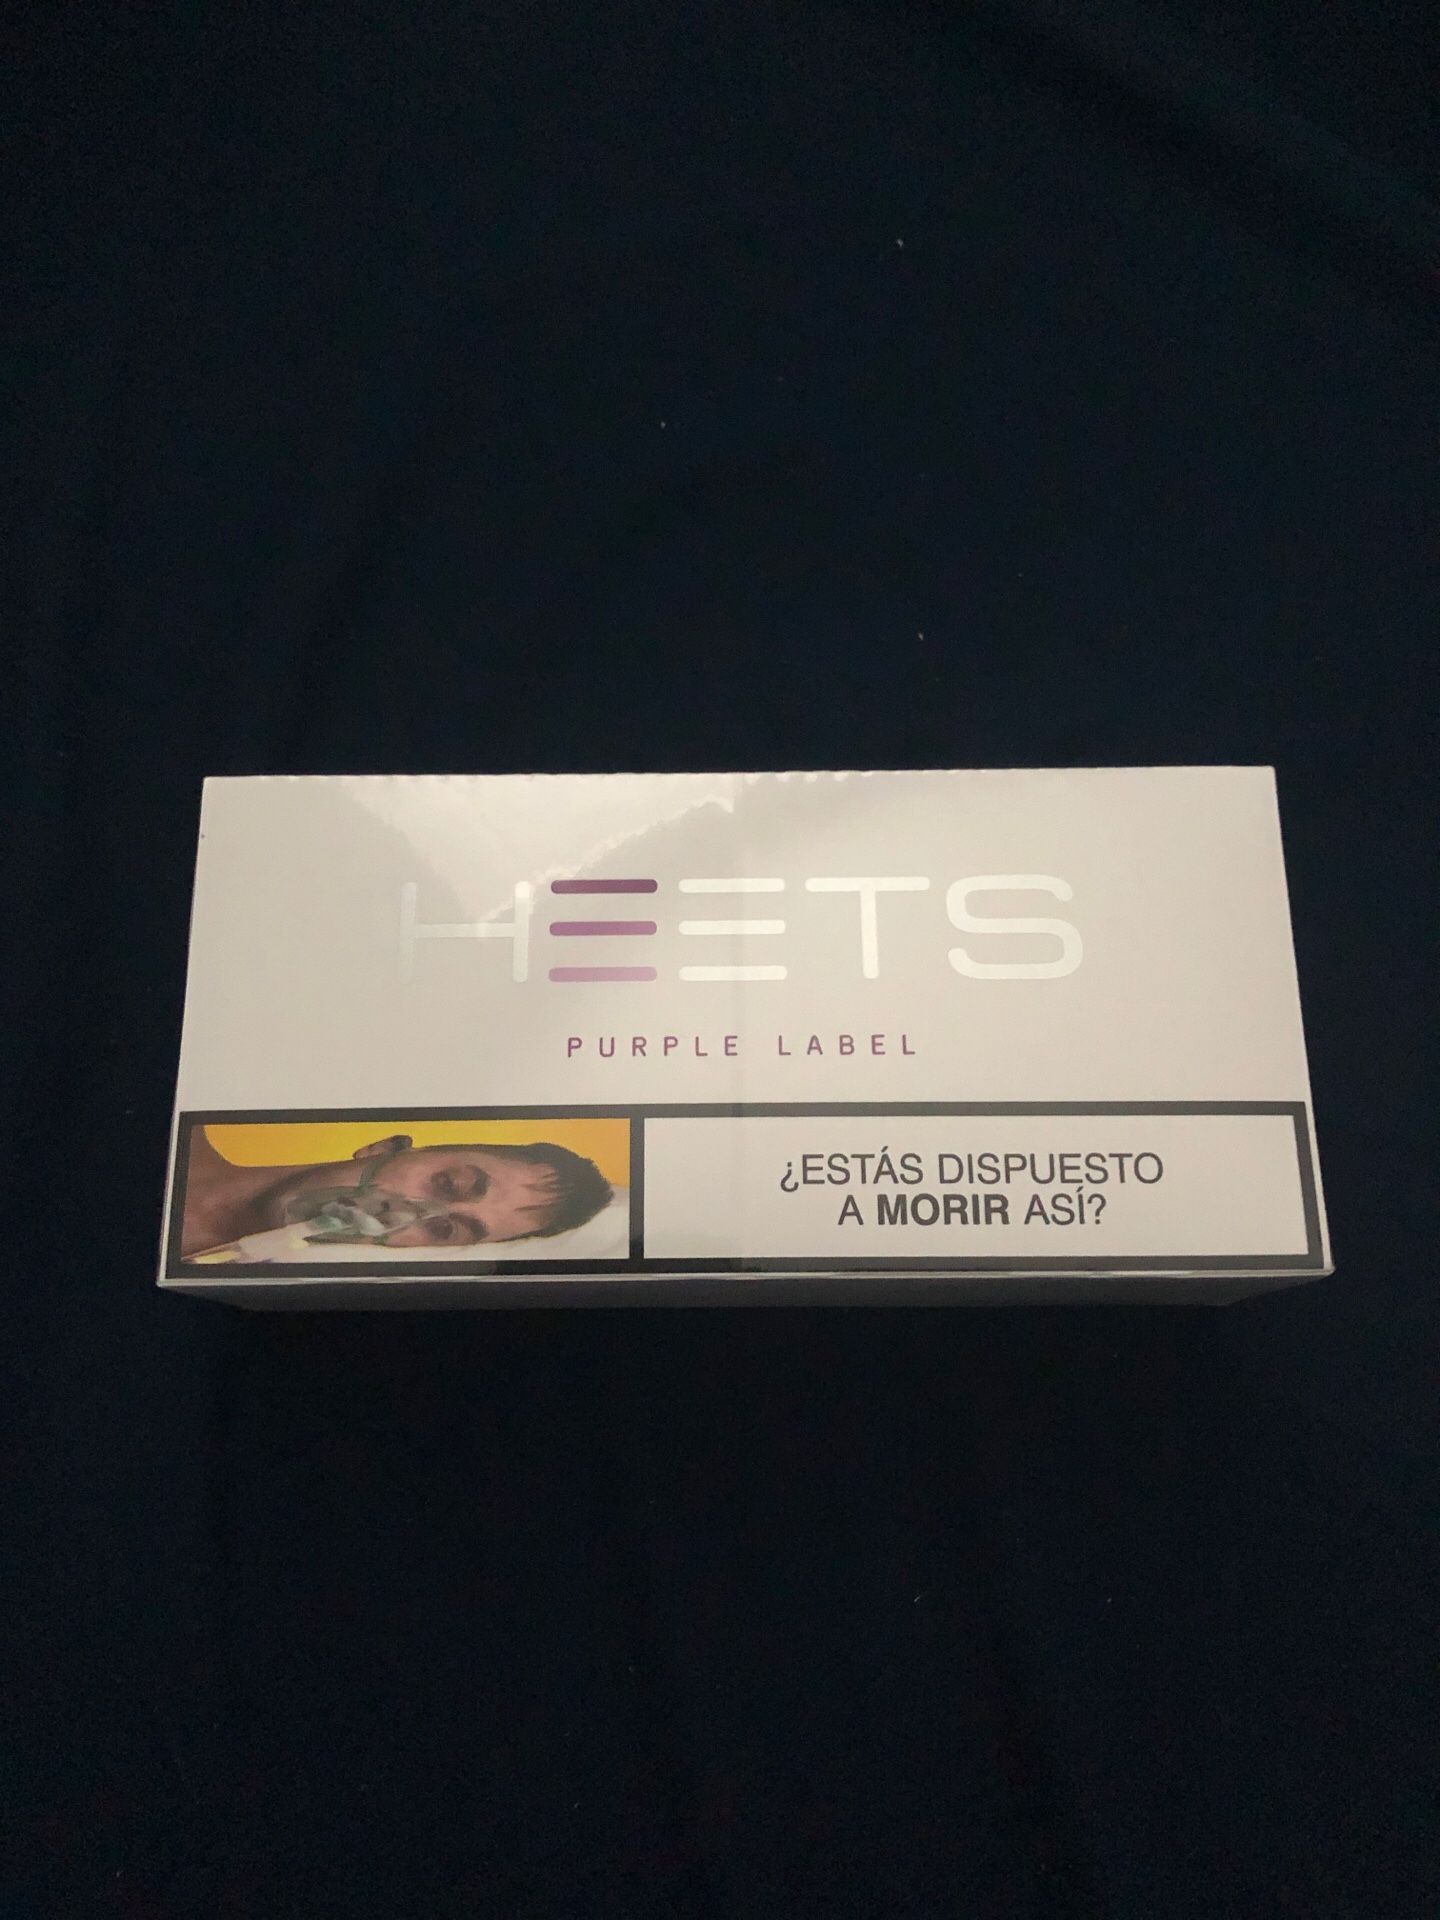 HEETS
PURPLE LABEL
¿ESTÁS DISPUESTO
A MORIR ASÍ?